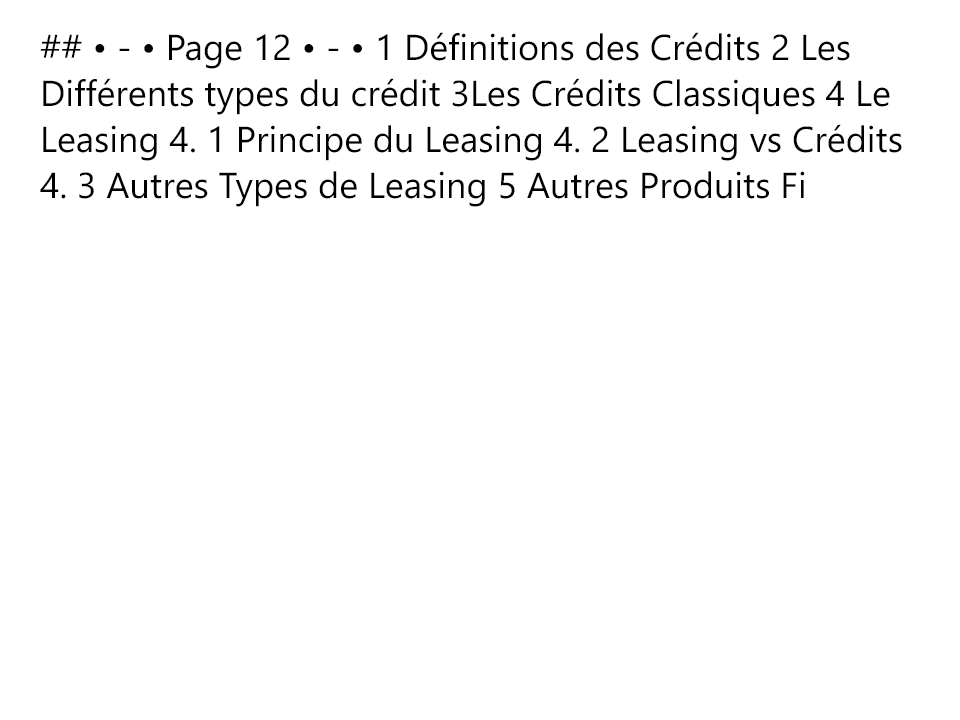 ## • - • Page 12 • - • 1 Définitions des Crédits 2 Les
Différents types du crédit 3Les Crédits Classiques 4 Le
Leasing 4. 1 Principe du Leasing 4. 2 Leasing vs Crédits
4. 3 Autres Types de Leasing 5 Autres Produits Fi